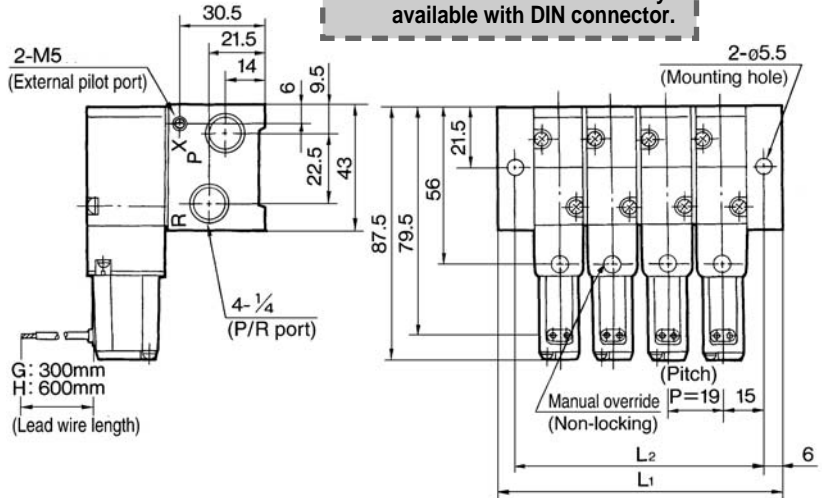 available with DIN connector.
30.5
21.5
14
2-M5
(External pilot port)
6
9.5
X
P
R
22.5
43
4-¼
(P/R port)
G: 300mm
H: 600mm
(Lead wire length)
2-ø5.5
(Mounting hole)
21.5
56
79.5
87.5
(Pitch)
P=19
15
Manual override
(Non-locking)
L2
6
L1